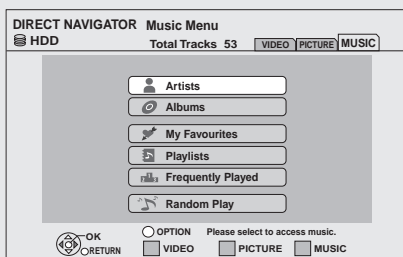 DIRECT NAVIGATOR Music Menu
HDD Total Tracks 53 VIDEO PICTURE MUSIC
Artists
Albums
My Favourites
Playlists
Frequently Played
Random Play
OK OPTION Please select to access music.
RETURN VIDEO PICTURE MUSIC